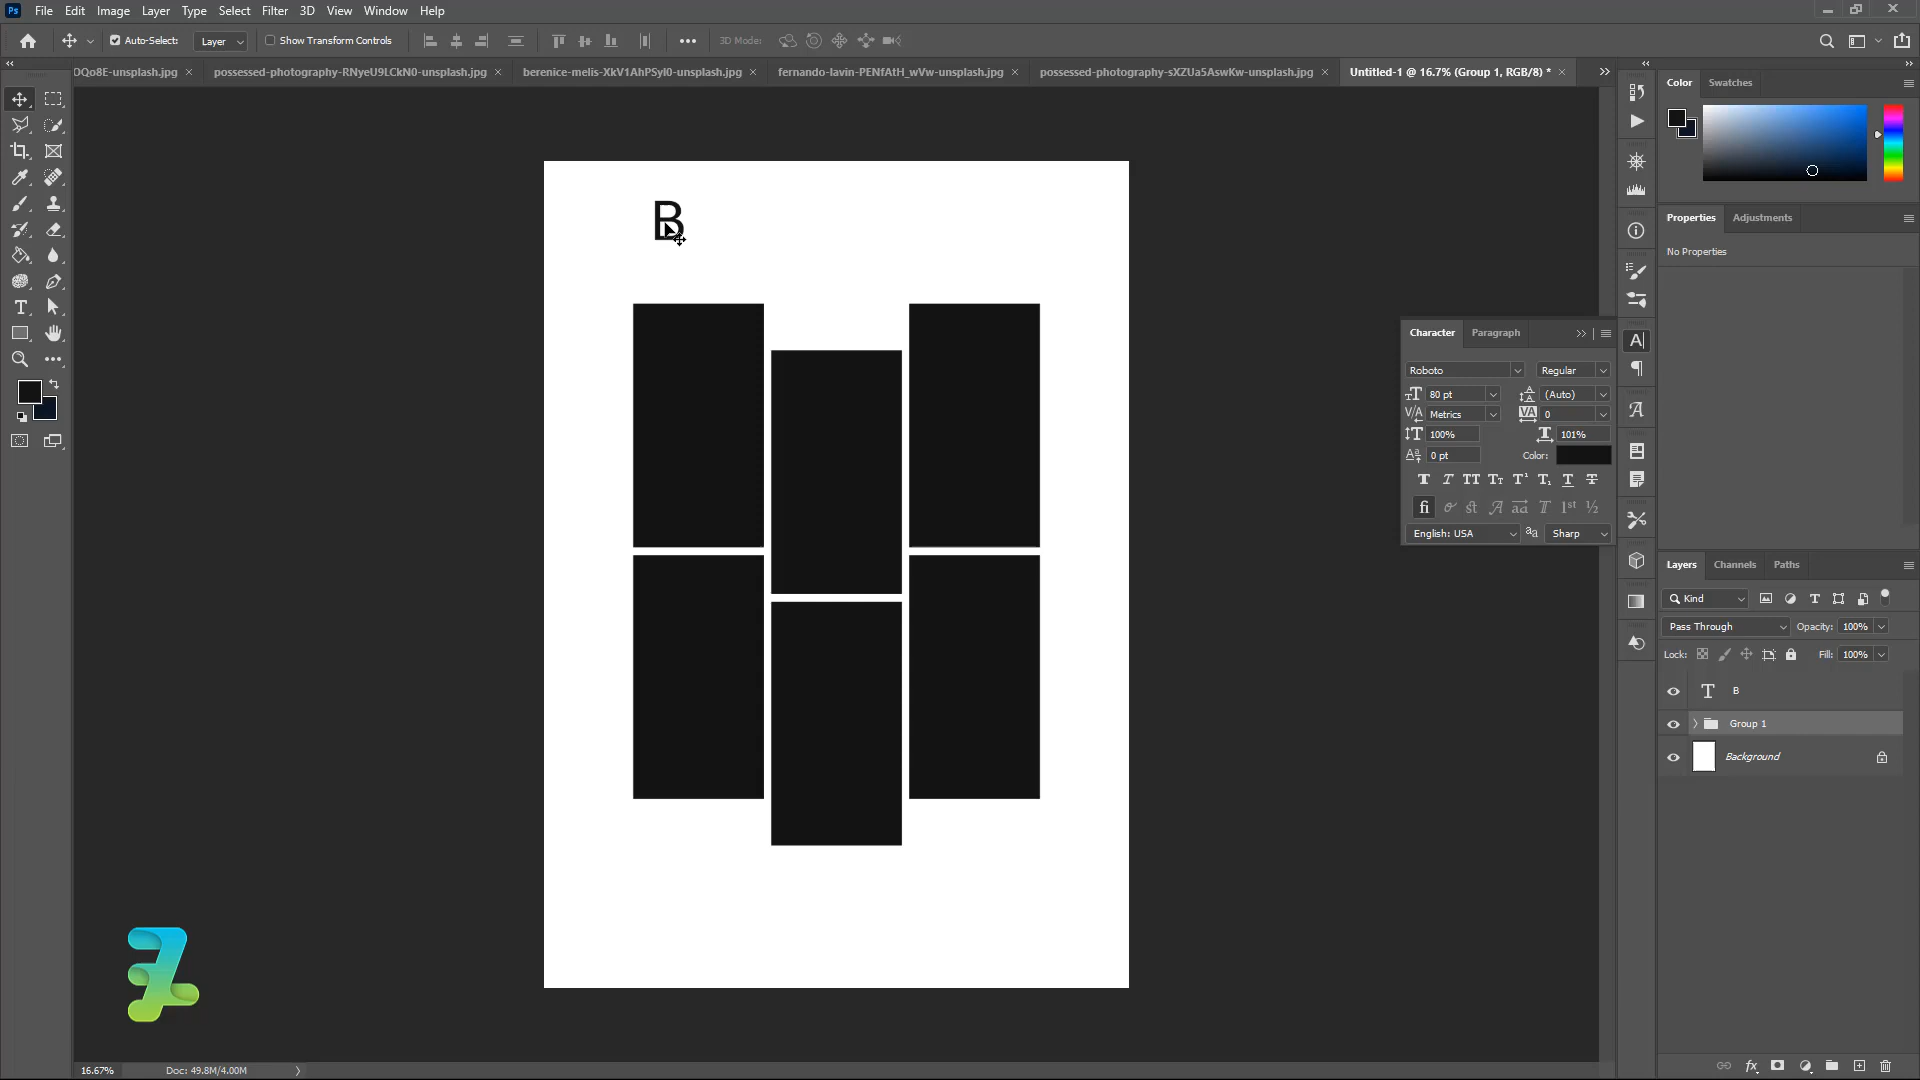 Ps File Edit Image Layer Type Select Filter 3D View Window Help
Auto-Select: Layer Show Transform Controls 3D Mode:
OQo8E-unsplash.jpg × possessed-photography-RNyeU9LCkN0-unsplash.jpg × berenice-melis-XkV1AhPSyl0-unsplash.jpg × fernando-lavin-PENfAtH_wVw-unsplash.jpg × possessed-photography-sXZUa5AswKw-unsplash.jpg × Untitled-1 @ 16.7% (Group 1, RGB/8) * ×
Color Swatches
B
Properties Adjustments
No Properties
Character Paragraph
Roboto Regular
80 pt (Auto)
Metrics 0
100% 101%
0 pt Color:
English: USA Sharp
Layers Channels Paths
Kind
Pass Through Opacity: 100%
Lock: Fill: 100%
B
Group 1
Background
16.67% Doc: 49.8M/4.00M